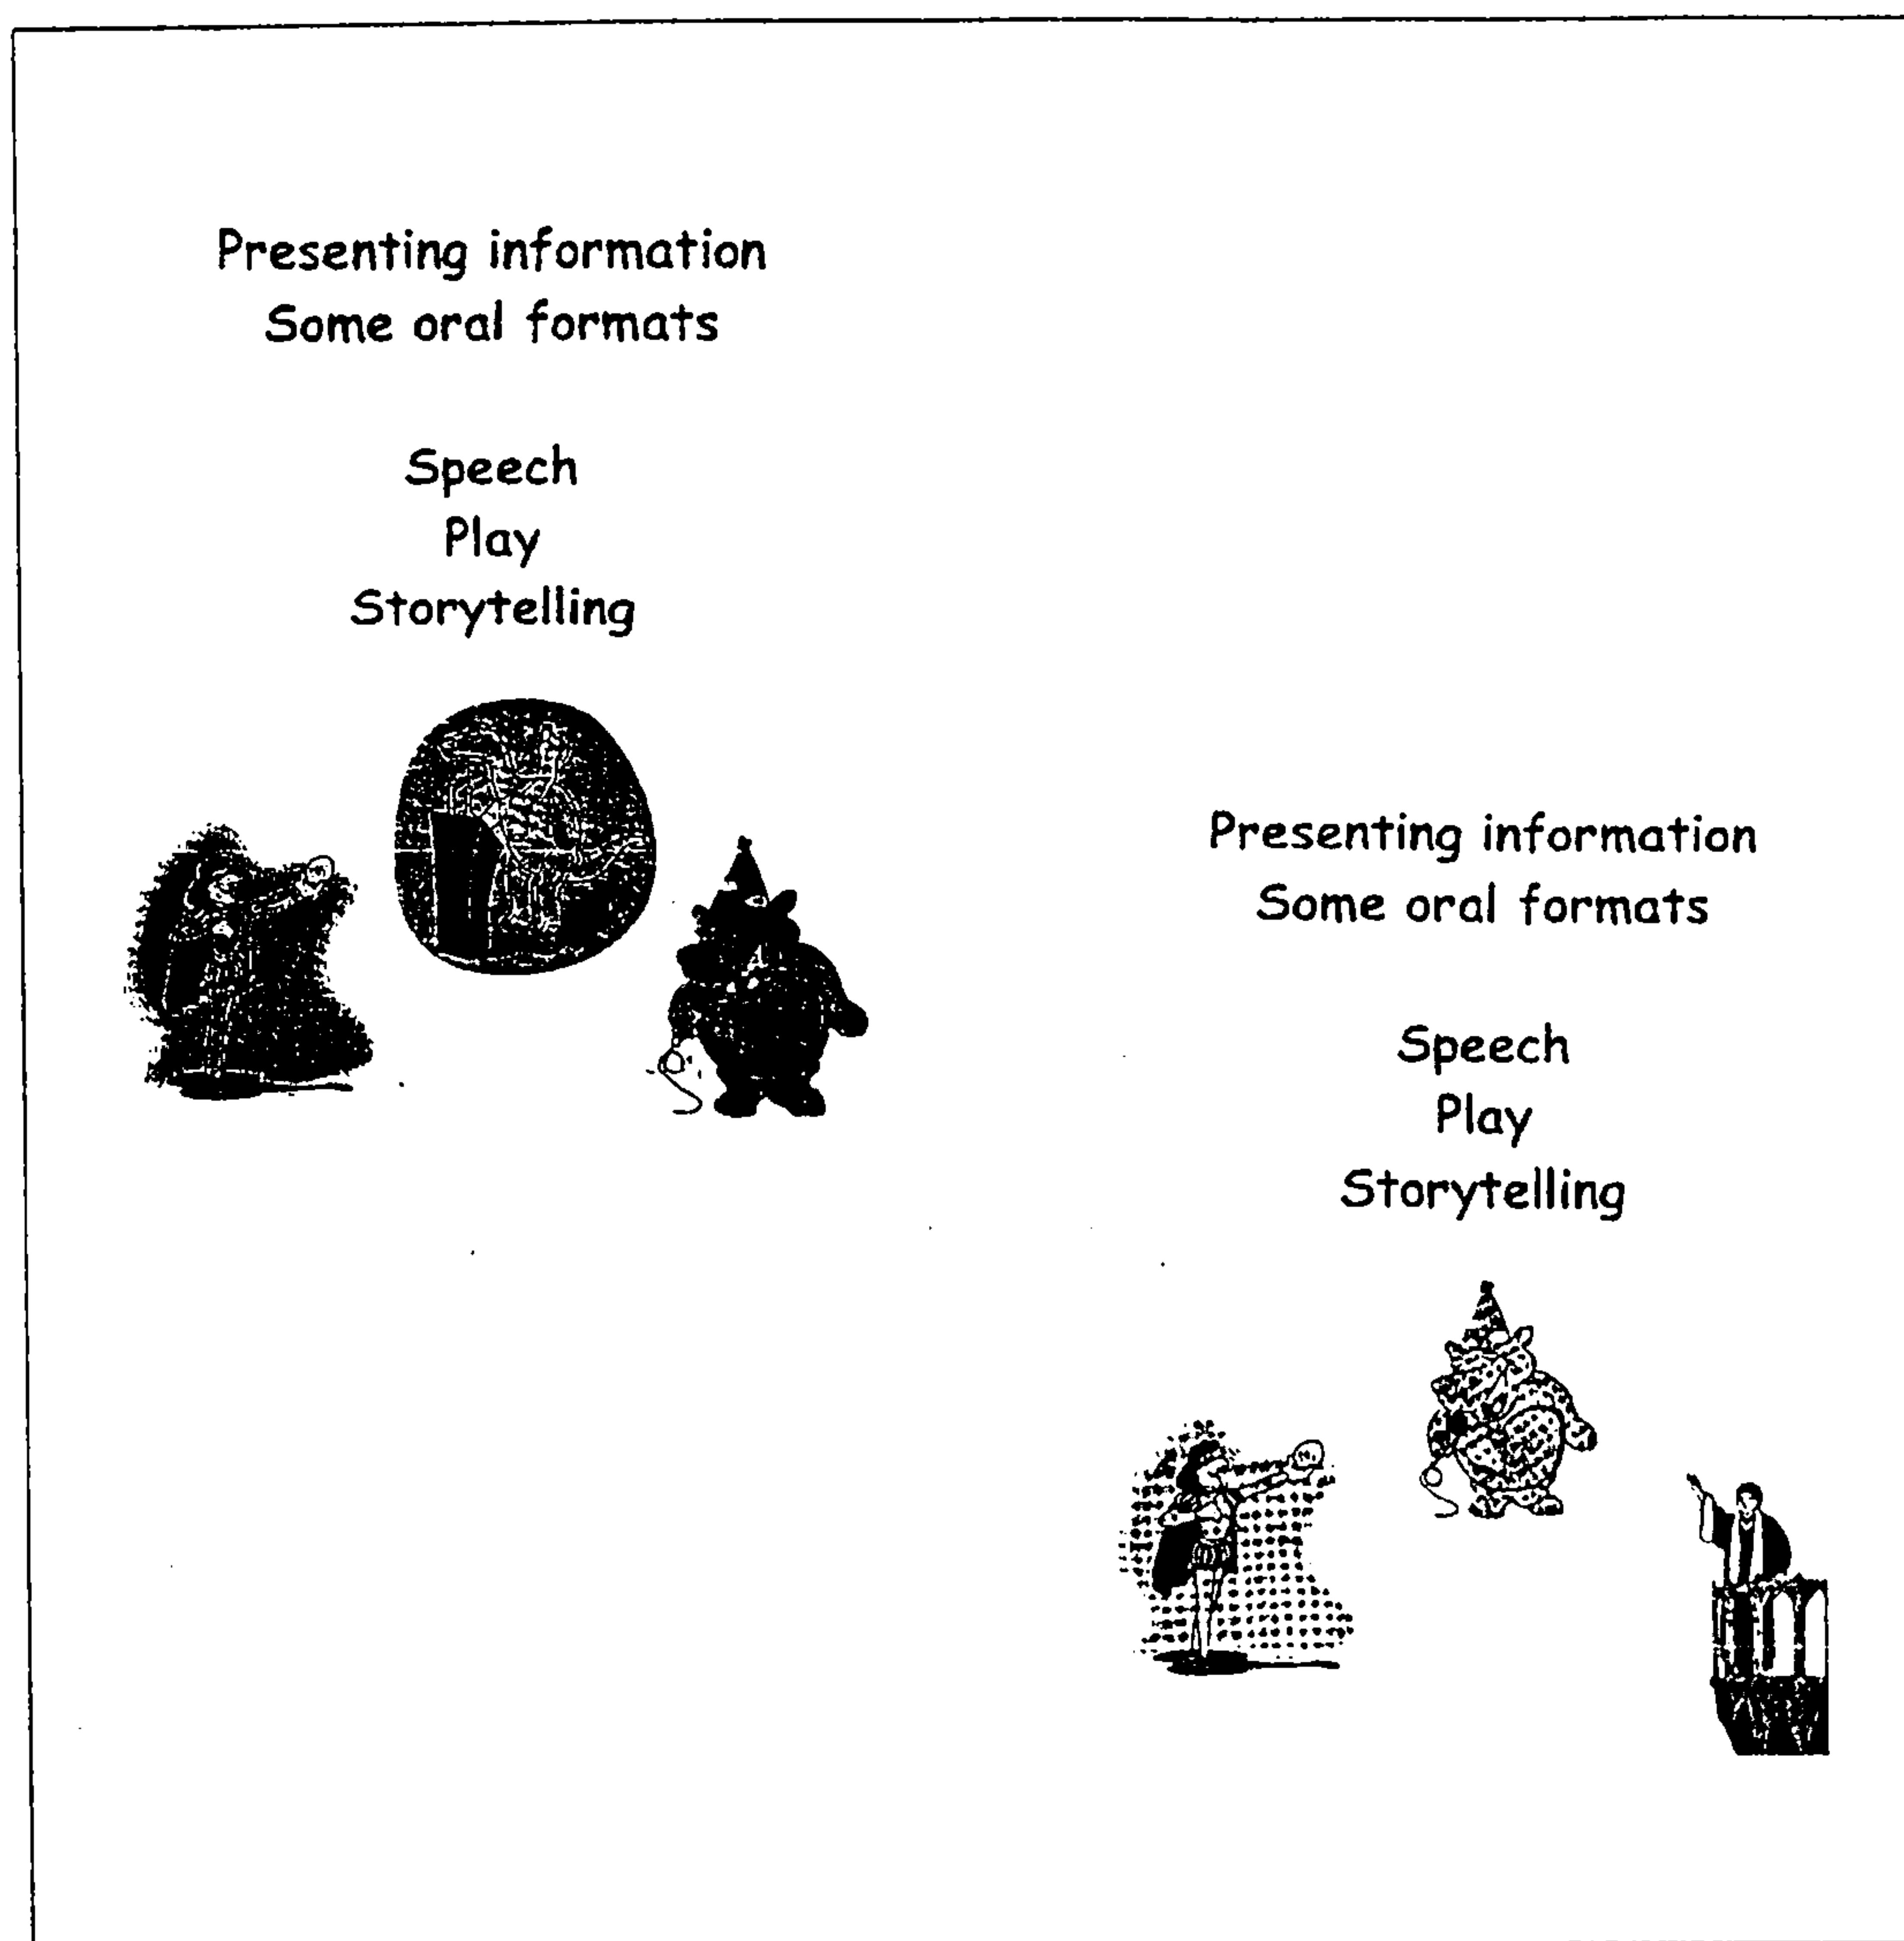 Presenting information
Some oral formats
Speech
Play
Storytelling
Presenting information
Some oral formats
Speech
Play
Storytelling